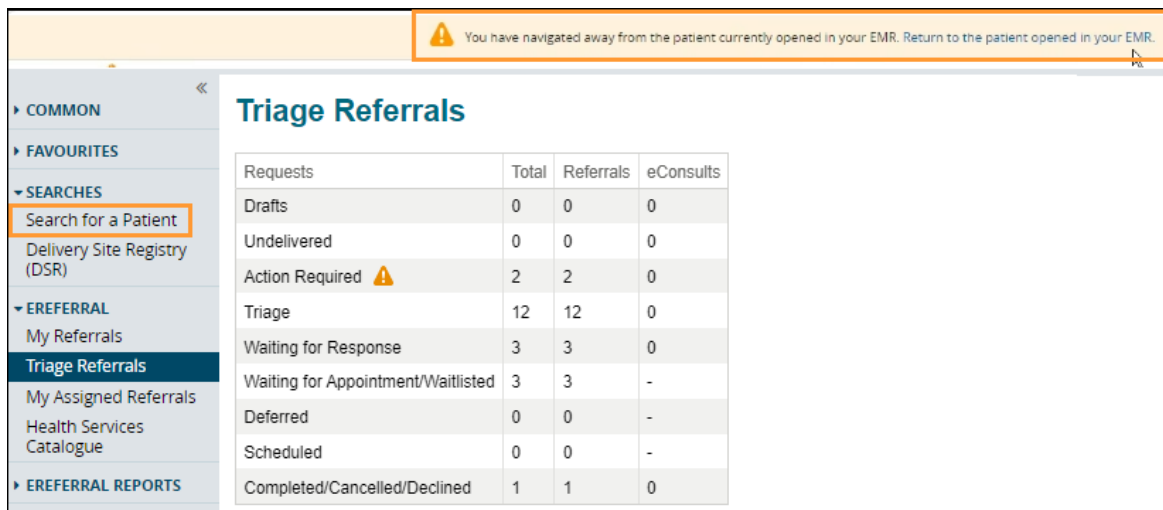 You have navigated away from the patient currently opened in your EMR. Return to the patient opened in your EMR.
«
COMMON
FAVOURITES
SEARCHES
Search for a Patient
Delivery Site Registry
(DSR)
EREFERRAL
My Referrals
Triage Referrals
My Assigned Referrals
Health Services
Catalogue
EREFERRAL REPORTS
Triage Referrals
Requests Total Referrals eConsults
Drafts 0 0 0
Undelivered 0 0 0
Action Required 2 2 0
Triage 12 12 0
Waiting for Response 3 3 0
Waiting for Appointment/Waitlisted 3 3 -
Deferred 0 0 -
Scheduled 0 0 -
Completed/Cancelled/Declined 1 1 0